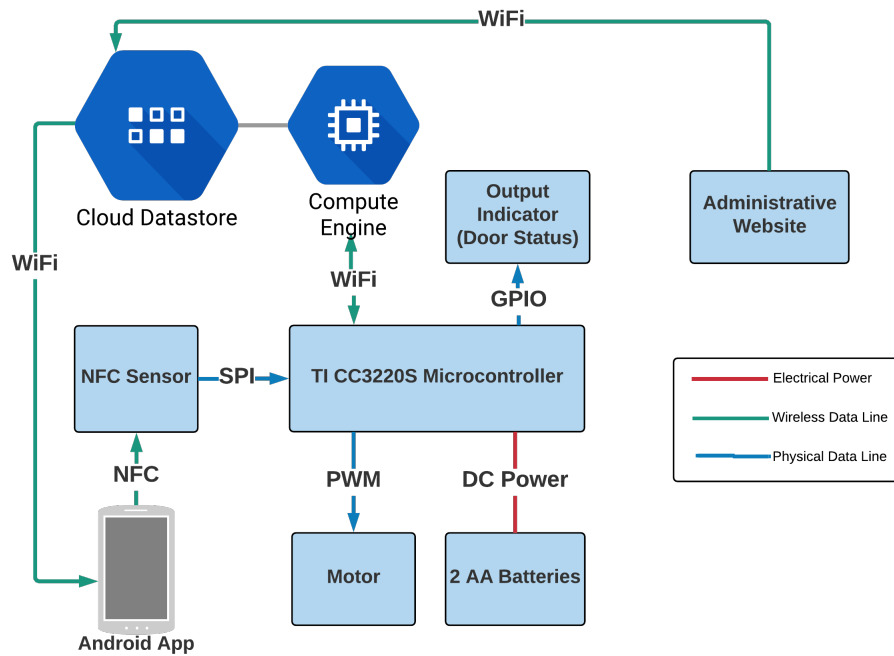 WiFi
Cloud Datastore
Compute
Engine
Output
Indicator
(Door Status)
Administrative
Website
WiFi
WiFi
GPIO
NFC Sensor
SPI
TI CC3220S Microcontroller
Electrical Power
Wireless Data Line
Physical Data Line
NFC
PWM
DC Power
Motor
2 AA Batteries
Android App